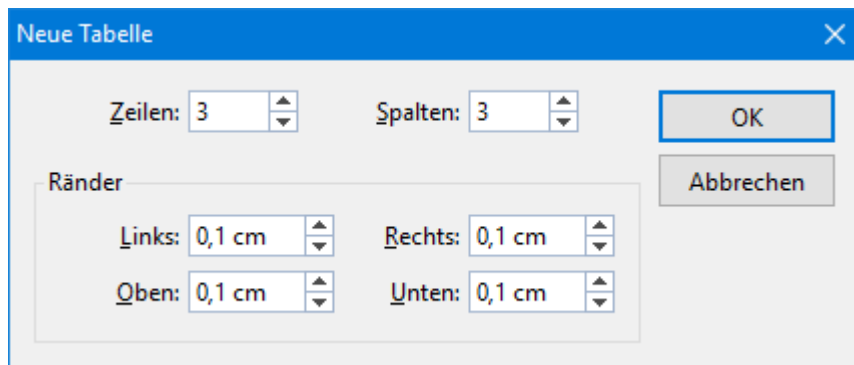 Neue Tabelle
Zeilen: 3 Spalten: 3 OK
Abbrechen
Ränder
Links: 0,1 cm Rechts: 0,1 cm
Oben: 0,1 cm Unten: 0,1 cm